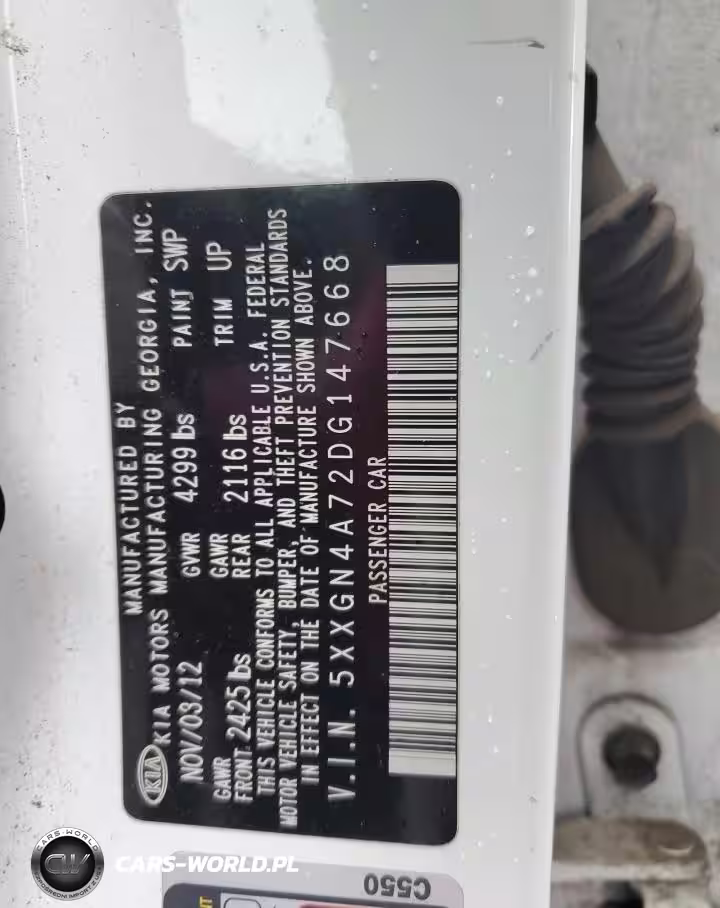 MANUFACTURED BY
KIA KIA MOTORS MANUFACTURING GEORGIA, INC.
NOV/03/12 GVWR 4299 lbs PAINT SWP
GAWR GAWR
FRONT 2425 lbs REAR 2116 lbs TRIM UP
THIS VEHICLE CONFORMS TO ALL APPLICABLE U.S.A. FEDERAL
MOTOR VEHICLE SAFETY, BUMPER, AND THEFT PREVENTION STANDARDS
IN EFFECT ON THE DATE OF MANUFACTURE SHOWN ABOVE.
V.I.N. 5XXGN4A72DG147668
PASSENGER CAR
C550
CARS-WORLD
CW
CARS-WORLD.PL